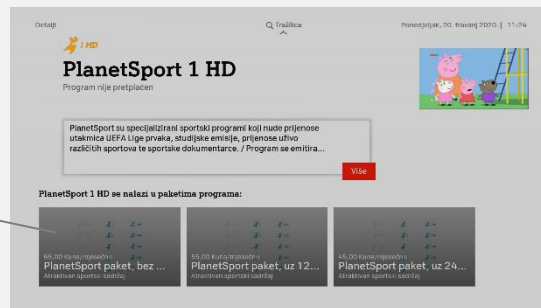 Detalji
Tražilica
Ponedjeljak, 20. travanj 2020. | 11:24
1 HD
PlanetSport 1 HD
Program nije pretplaćen
PlanetSport su specijalizirani sportski programi koji nude prijenose
utakmica UEFA Lige prvaka, studijske emisije, prijenose uživo
različitih sportova te sportske dokumentarce. / Program se emitira...
Više
PlanetSport 1 HD se nalazi u paketima programa:
65,00 Kuna/mjesečno
PlanetSport paket, bez ...
Atraktivan sportski sadržaj
55,00 Kuna/mjesečno
PlanetSport paket, uz 12...
Atraktivan sportski sadržaj
45,00 Kuna/mjesečno
PlanetSport paket, uz 24...
Atraktivan sportski sadržaj